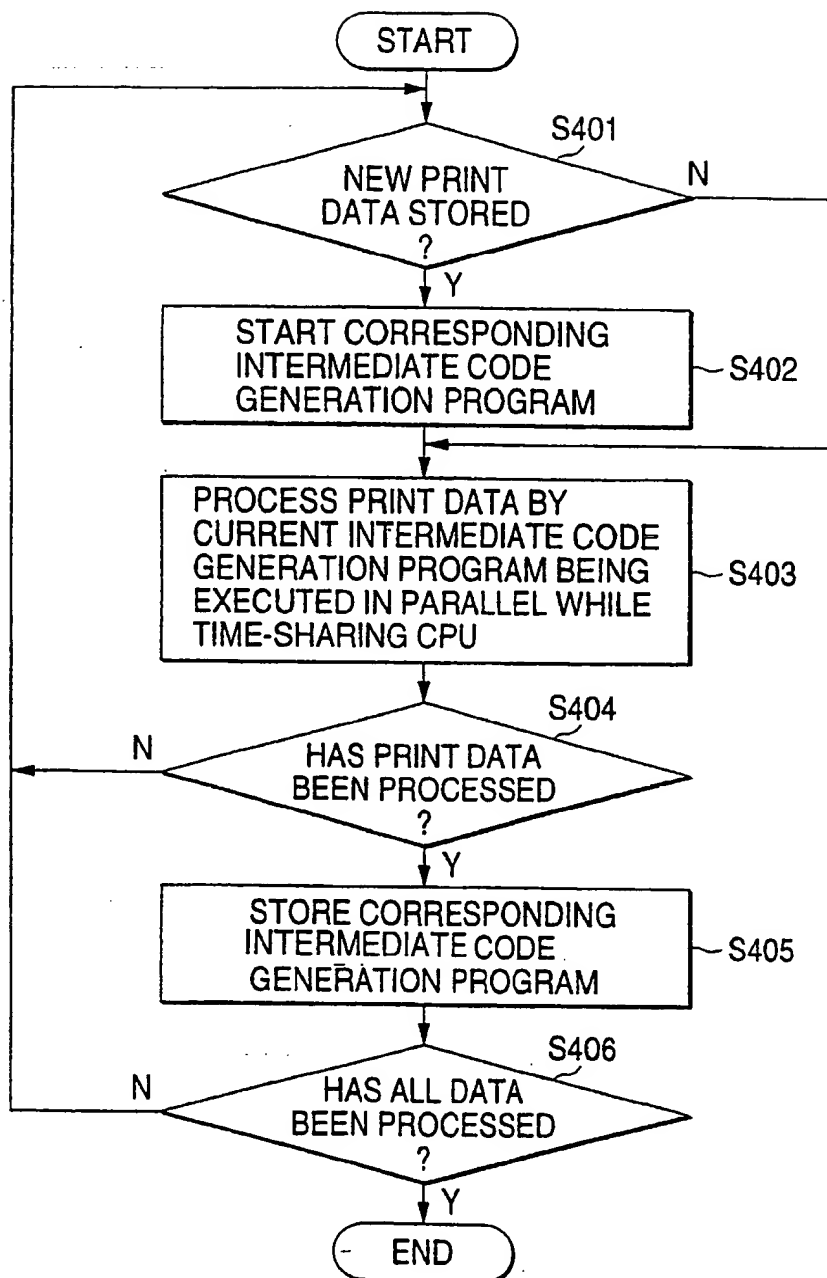 START
S401
NEW PRINT
DATA STORED
?
N
Y
START CORRESPONDING
INTERMEDIATE CODE
GENERATION PROGRAM
S402
PROCESS PRINT DATA BY
CURRENT INTERMEDIATE CODE
GENERATION PROGRAM BEING
EXECUTED IN PARALLEL WHILE
TIME-SHARING CPU
S403
S404
N
HAS PRINT DATA
BEEN PROCESSED
?
Y
STORE CORRESPONDING
INTERMEDIATE CODE
GENERATION PROGRAM
S405
S406
N
HAS ALL DATA
BEEN PROCESSED
?
Y
END